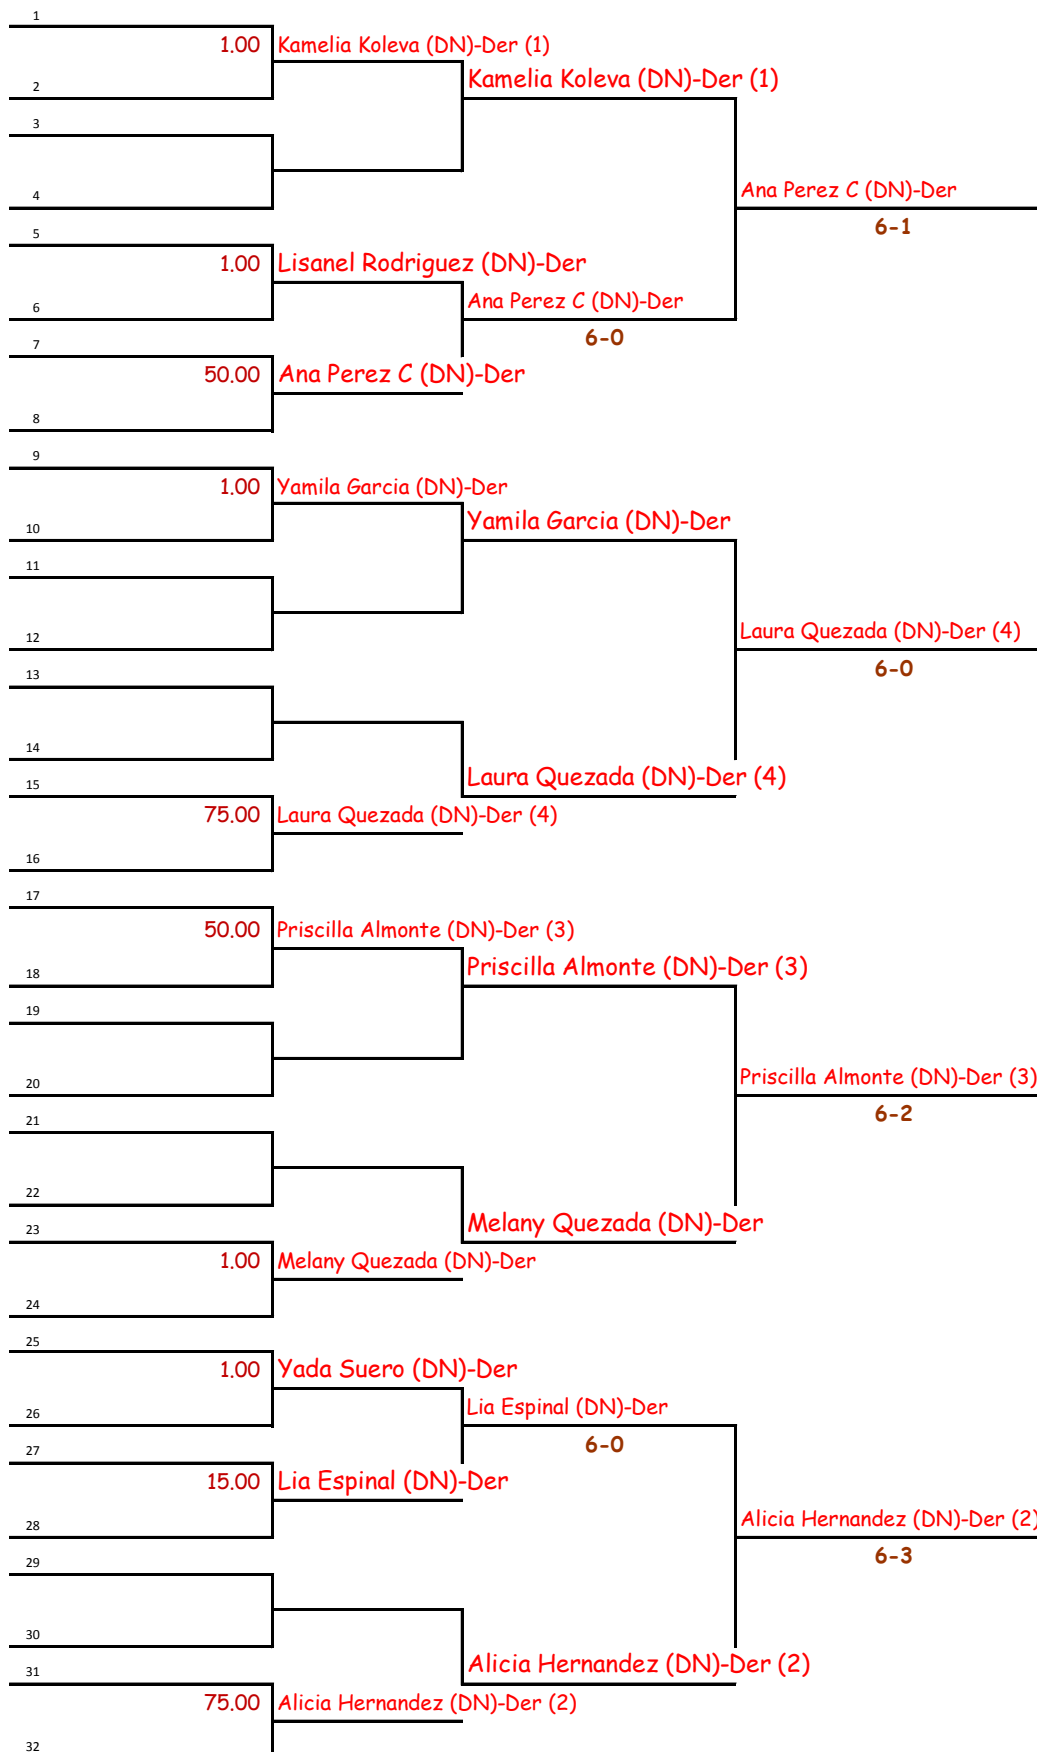 1
1.00 Kamelia Koleva (DN)-Der (1)
Kamelia Koleva (DN)-Der (1)
2
3
4
Ana Perez C (DN)-Der
6-1
5
1.00 Lisanel Rodriguez (DN)-Der
6
Ana Perez C (DN)-Der
6-0
7
50.00 Ana Perez C (DN)-Der
8
9
1.00 Yamila Garcia (DN)-Der
10
Yamila Garcia (DN)-Der
11
12
Laura Quezada (DN)-Der (4)
6-0
13
14
15
Laura Quezada (DN)-Der (4)
75.00 Laura Quezada (DN)-Der (4)
16
17
50.00 Priscilla Almonte (DN)-Der (3)
18
Priscilla Almonte (DN)-Der (3)
19
20
Priscilla Almonte (DN)-Der (3)
6-2
21
22
23
Melany Quezada (DN)-Der
1.00 Melany Quezada (DN)-Der
24
25
1.00 Yada Suero (DN)-Der
26
Lia Espinal (DN)-Der
6-0
27
15.00 Lia Espinal (DN)-Der
28
Alicia Hernandez (DN)-Der (2)
6-3
29
30
31
Alicia Hernandez (DN)-Der (2)
75.00 Alicia Hernandez (DN)-Der (2)
32